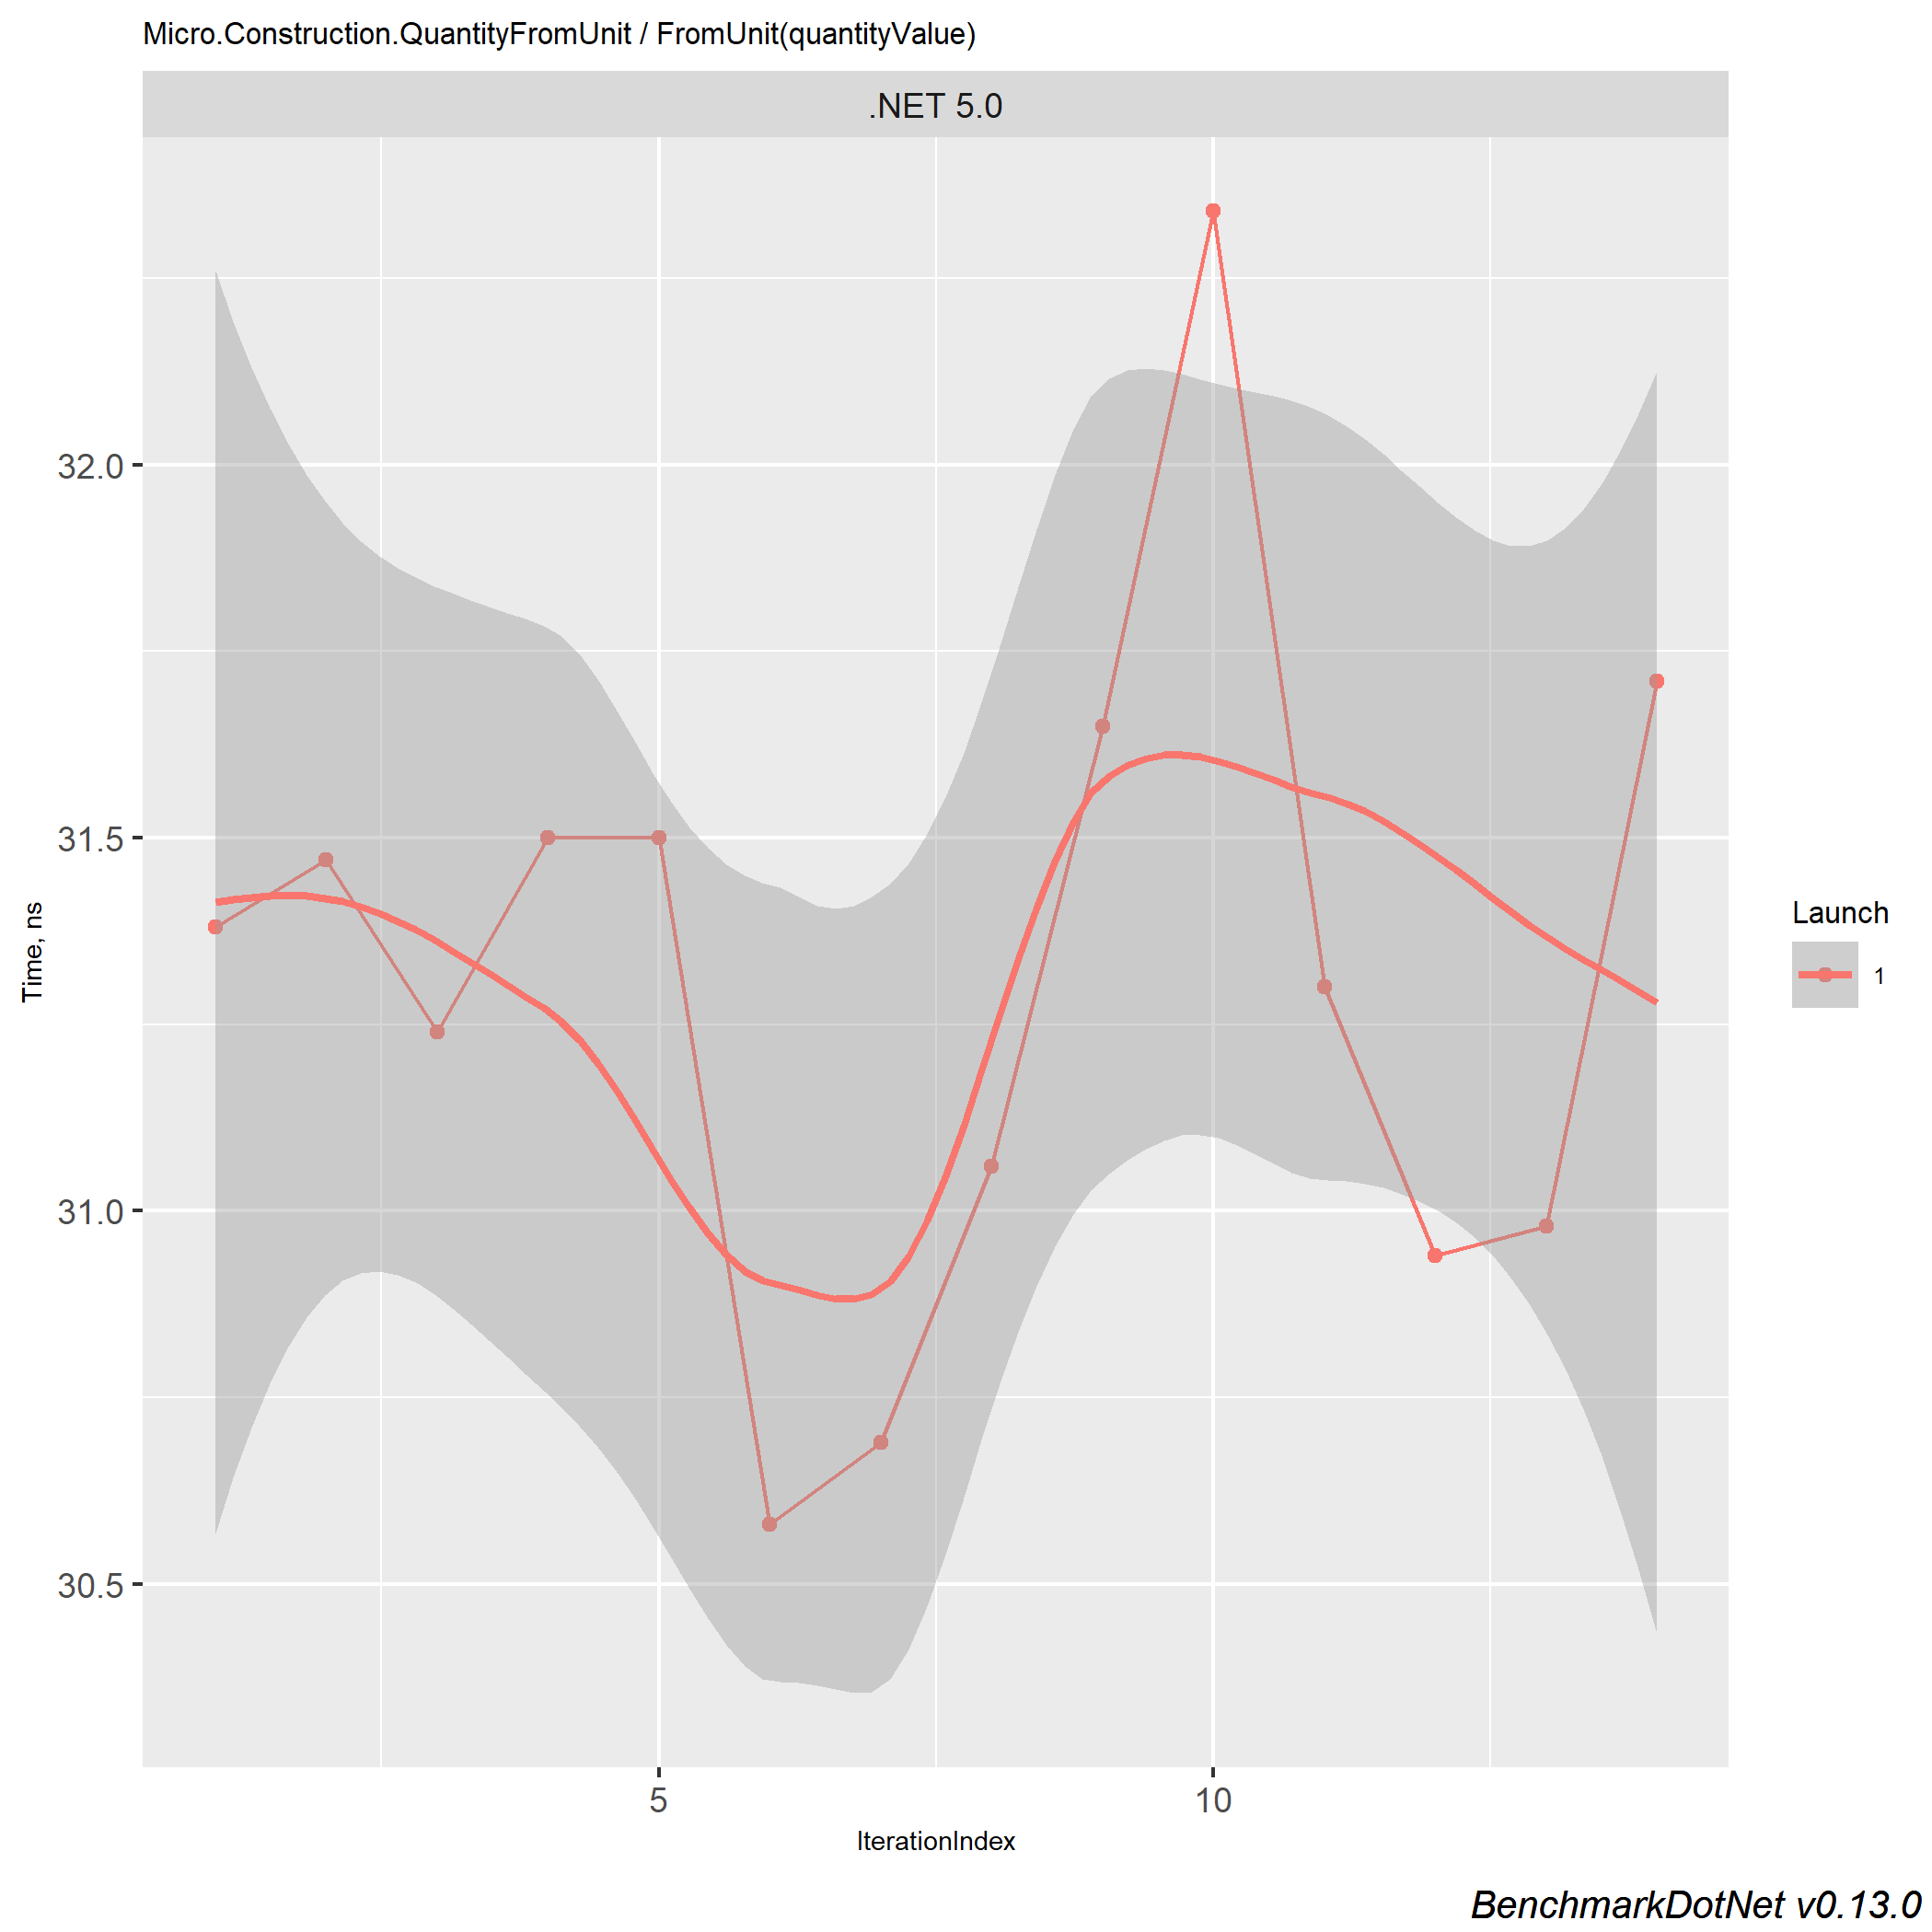 Micro.Construction.QuantityFromUnit / FromUnit(quantityValue)
.NET 5.0
32.0
31.5
31.0
30.5
Time, ns
5
10
IterationIndex
Launch
1
BenchmarkDotNet v0.13.0